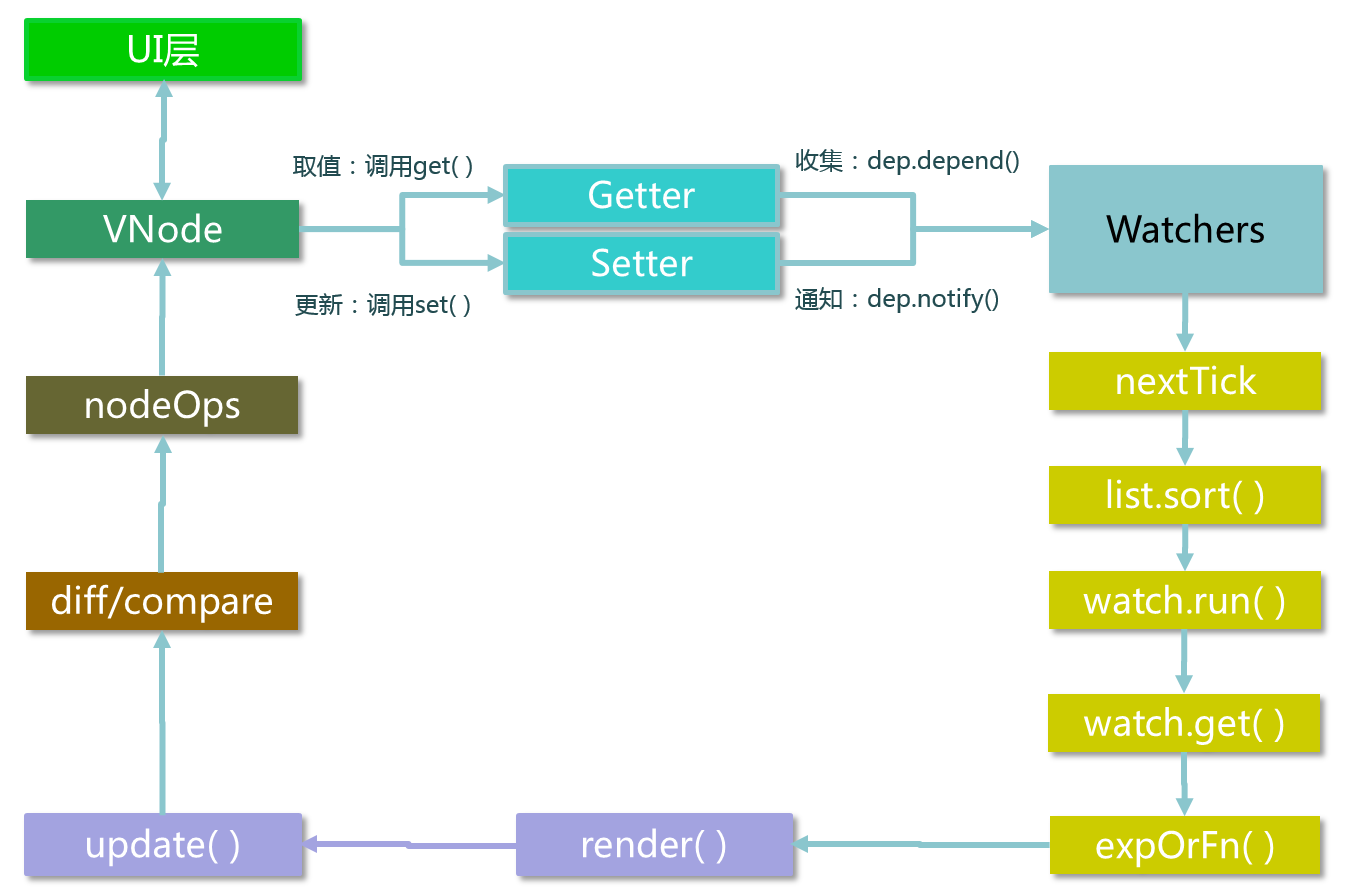 UI层
取值：调用get( )
收集：dep.depend()
Getter
VNode
Watchers
Setter
更新：调用set( )
通知：dep.notify()
nextTick
nodeOps
list.sort( )
diff/compare
watch.run( )
watch.get( )
update( )
render( )
expOrFn( )